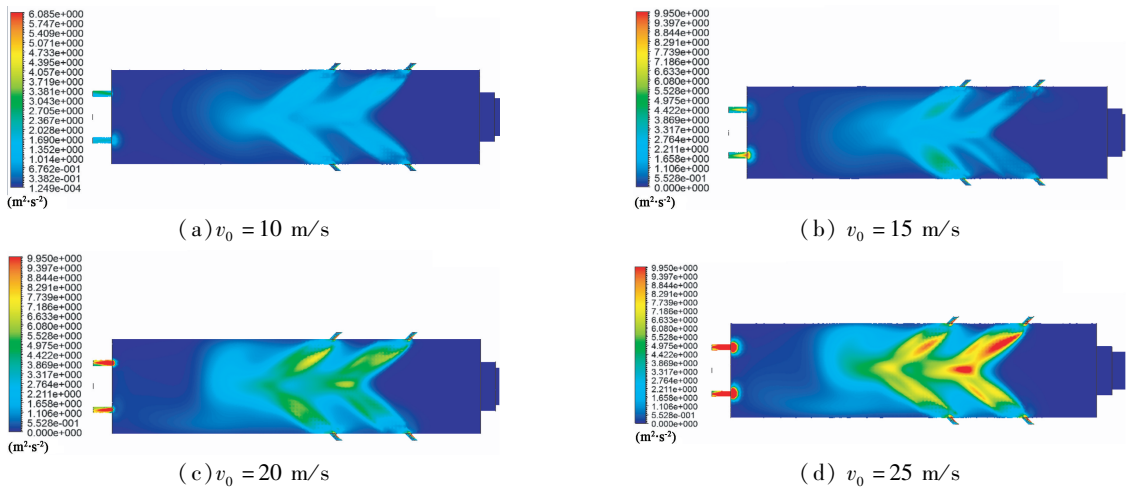 6.085e+000
5.747e+000
5.409e+000
5.071e+000
4.733e+000
4.395e+000
4.057e+000
3.719e+000
3.381e+000
3.043e+000
2.705e+000
2.367e+000
2.028e+000
1.690e+000
1.352e+000
1.014e+000
6.762e-001
3.382e-001
1.249e-004
(m²·s⁻²)
(a) v₀ = 10 m/s
9.950e+000
9.397e+000
8.844e+000
8.291e+000
7.739e+000
7.186e+000
6.633e+000
6.080e+000
5.528e+000
4.975e+000
4.422e+000
3.869e+000
3.317e+000
2.764e+000
2.211e+000
1.658e+000
1.106e+000
5.528e-001
0.000e+000
(m²·s⁻²)
(b) v₀ = 15 m/s
9.950e+000
9.397e+000
8.844e+000
8.291e+000
7.739e+000
7.186e+000
6.633e+000
6.080e+000
5.528e+000
4.975e+000
4.422e+000
3.869e+000
3.317e+000
2.764e+000
2.211e+000
1.658e+000
1.106e+000
5.528e-001
0.000e+000
(m²·s⁻²)
(c) v₀ = 20 m/s
9.950e+000
9.397e+000
8.844e+000
8.291e+000
7.739e+000
7.186e+000
6.633e+000
6.080e+000
5.528e+000
4.975e+000
4.422e+000
3.869e+000
3.317e+000
2.764e+000
2.211e+000
1.658e+000
1.106e+000
5.528e-001
0.000e+000
(m²·s⁻²)
(d) v₀ = 25 m/s